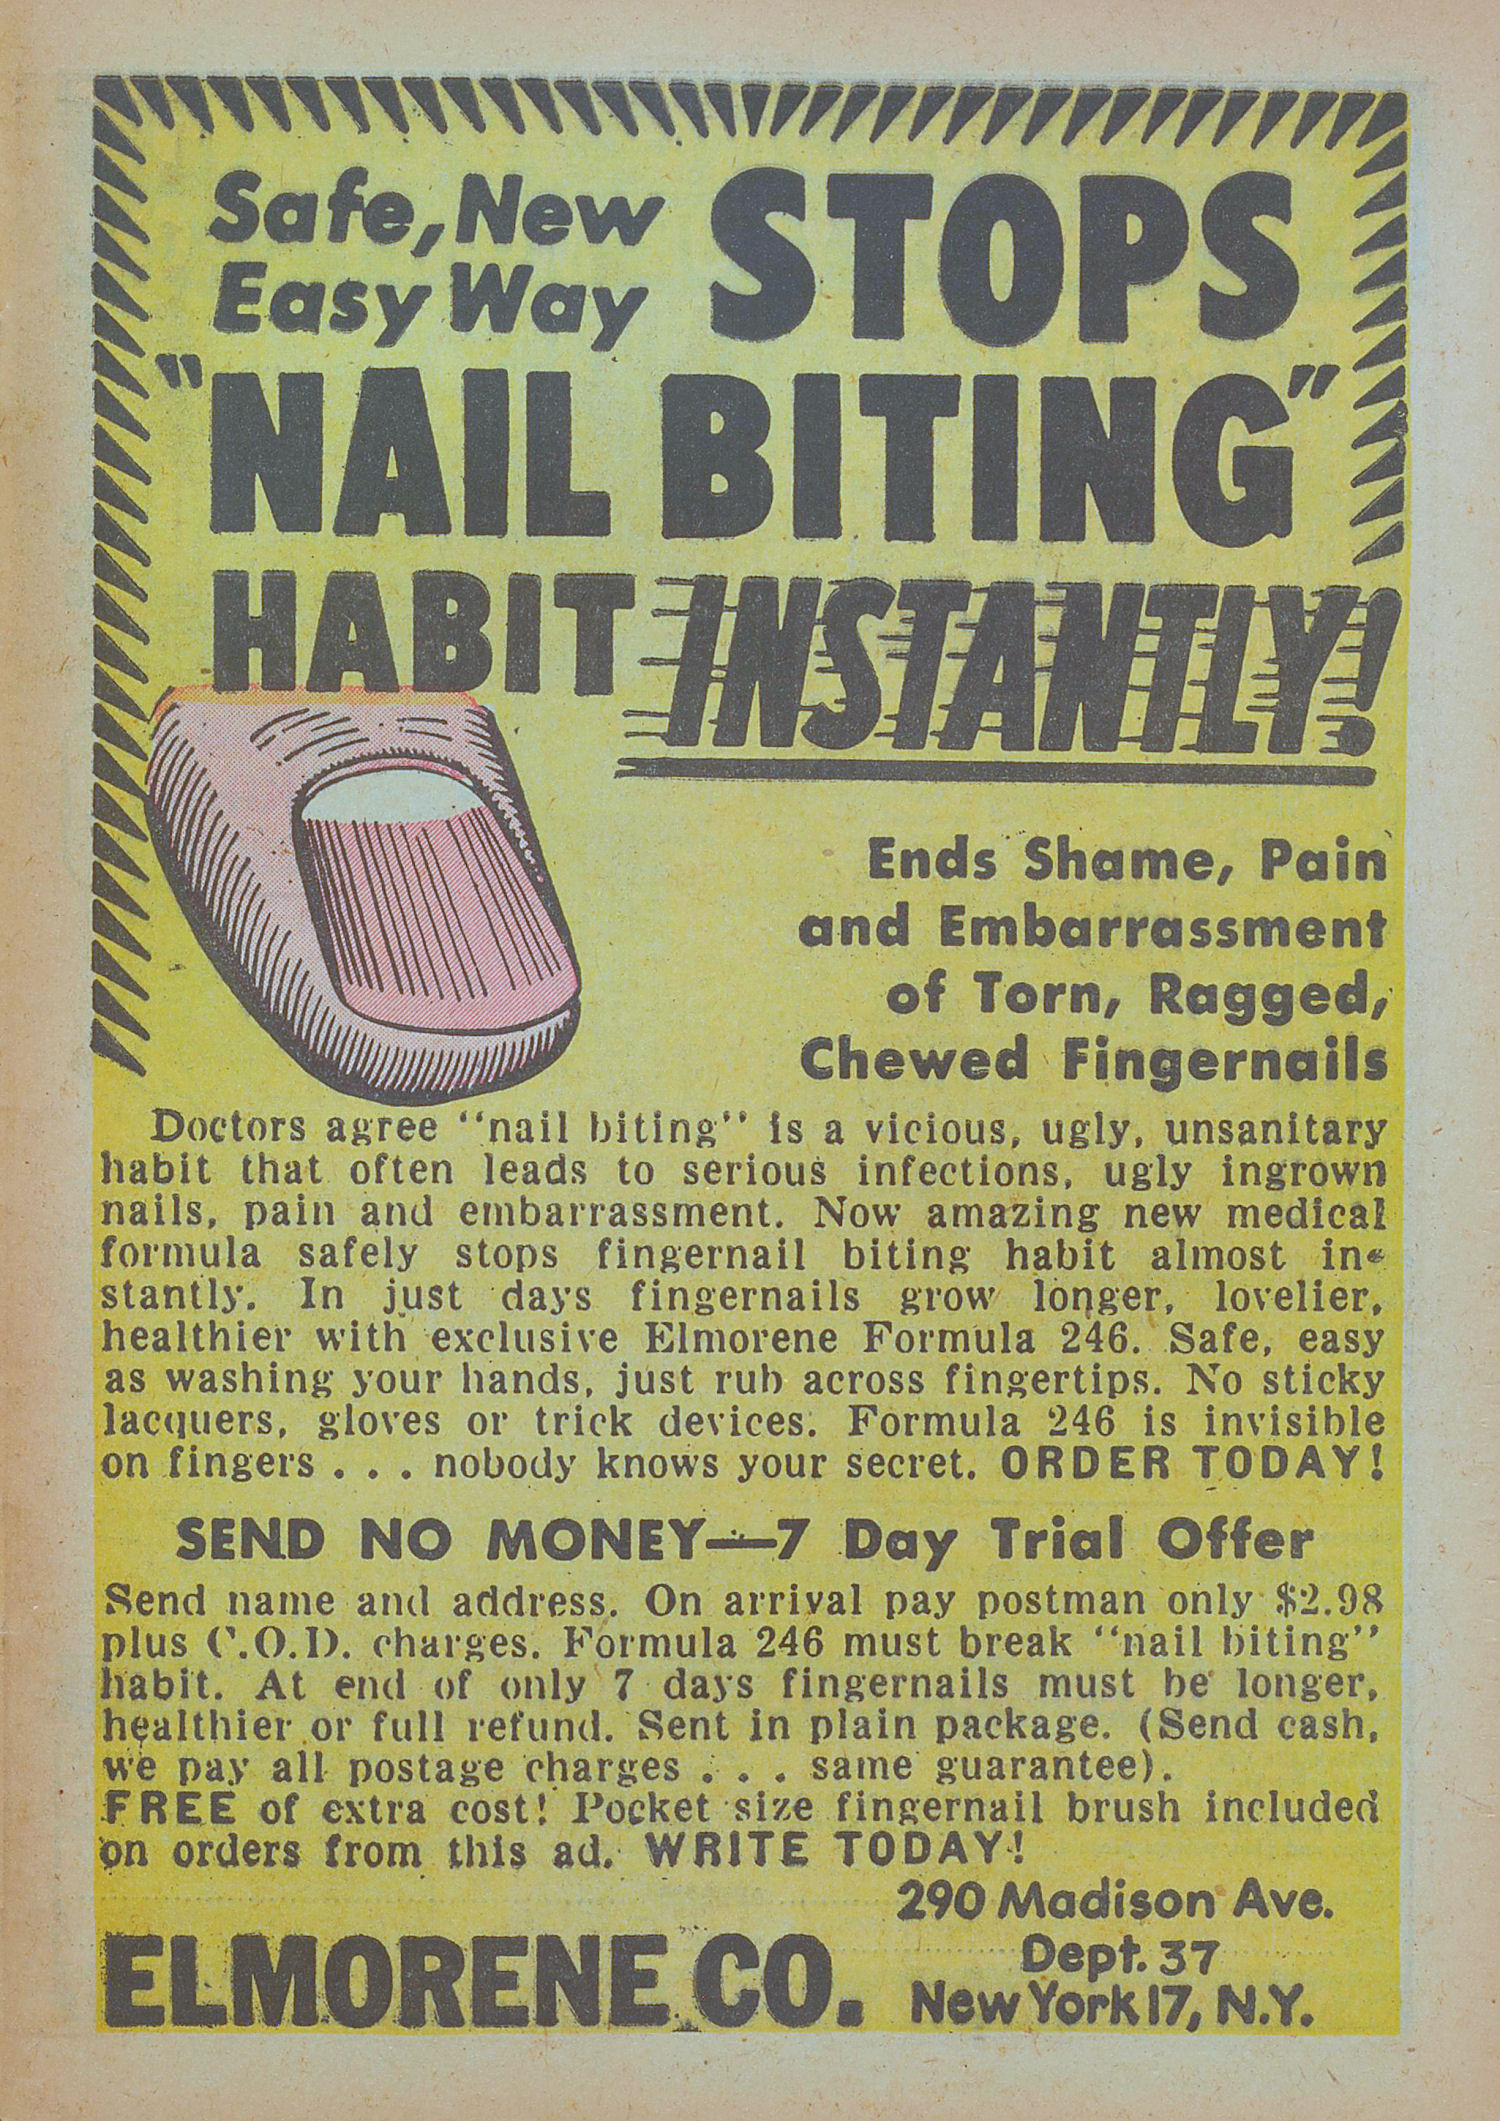 Safe, New STOPS
Easy Way
"NAIL BITING"
HABIT INSTANTLY!
Ends Shame, Pain
and Embarrassment
of Torn, Ragged,
Chewed Fingernails
Doctors agree "nail biting" is a vicious, ugly, unsanitary
habit that often leads to serious infections, ugly ingrown
nails, pain and embarrassment. Now amazing new medical
formula safely stops fingernail biting habit almost in-
stantly. In just days fingernails grow longer, lovelier,
healthier with exclusive Elmorene Formula 246. Safe, easy
as washing your hands, just rub across fingertips. No sticky
lacquers, gloves or trick devices. Formula 246 is invisible
on fingers . . . nobody knows your secret. ORDER TODAY!
SEND NO MONEY—7 Day Trial Offer
Send name and address. On arrival pay postman only $2.98
plus C.O.D. charges. Formula 246 must break "nail biting"
habit. At end of only 7 days fingernails must be longer,
healthier or full refund. Sent in plain package. (Send cash,
we pay all postage charges . . . same guarantee).
FREE of extra cost! Pocket size fingernail brush included
on orders from this ad. WRITE TODAY!
290 Madison Ave.
ELMORENE CO. Dept. 37
New York 17, N.Y.